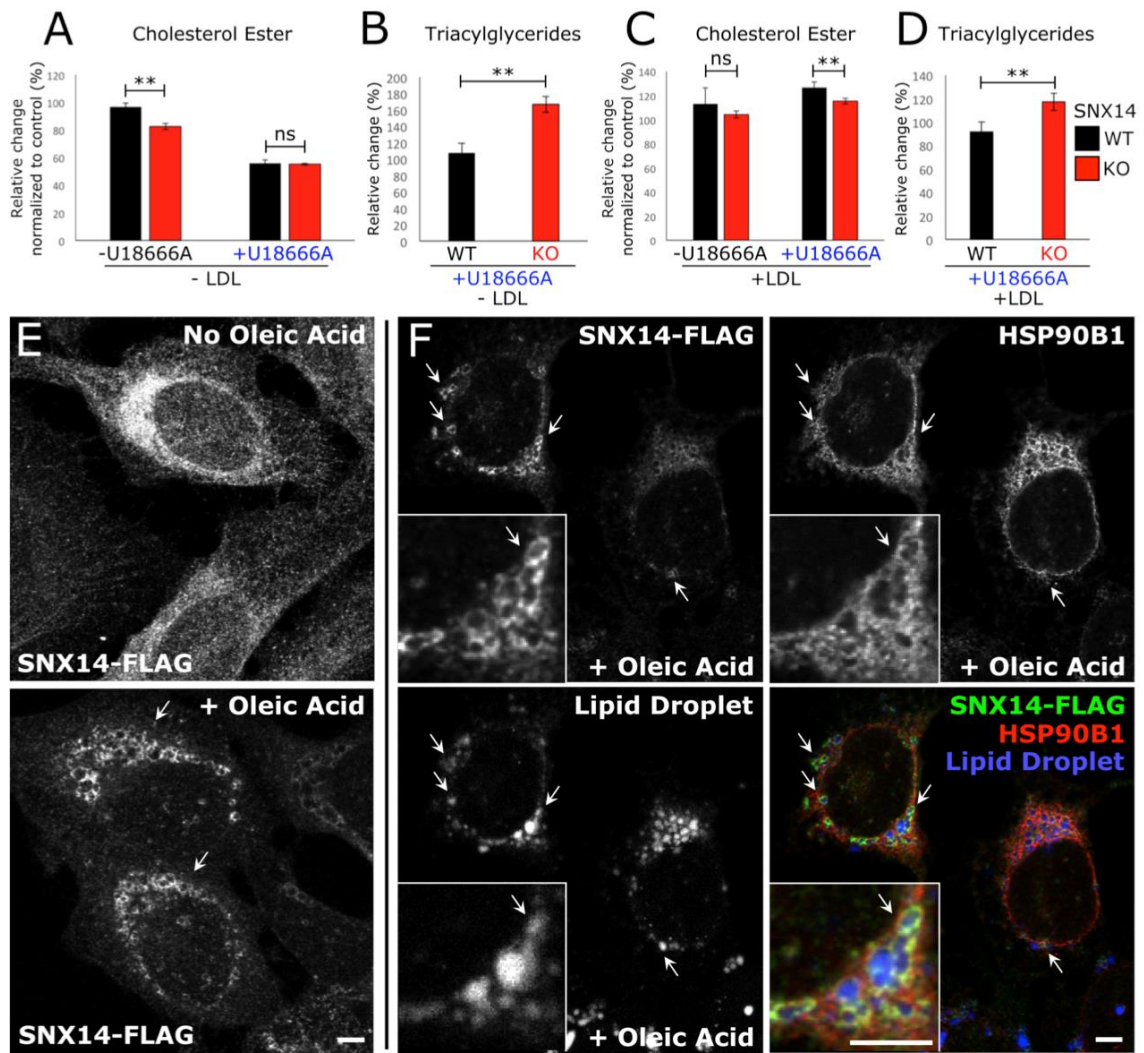 A
Cholesterol Ester
Relative change
normalized to control (%)
120
100
80
60
40
20
0
**
ns
-U18666A
+U18666A
- LDL
B
Triacylglycerides
Relative change (%)
200
180
160
140
120
100
80
60
40
20
0
**
WT
KO
+U18666A
- LDL
C
Cholesterol Ester
Relative change
normalized to control (%)
140
120
100
80
60
40
20
0
ns
**
-U18666A
+U18666A
+LDL
D
Triacylglycerides
Relative change (%)
140
120
100
80
60
40
20
0
**
WT
KO
+U18666A
+LDL
SNX14
WT
KO
E
No Oleic Acid
SNX14-FLAG
+ Oleic Acid
SNX14-FLAG
F
SNX14-FLAG
+ Oleic Acid
HSP90B1
+ Oleic Acid
Lipid Droplet
+ Oleic Acid
SNX14-FLAG
HSP90B1
Lipid Droplet